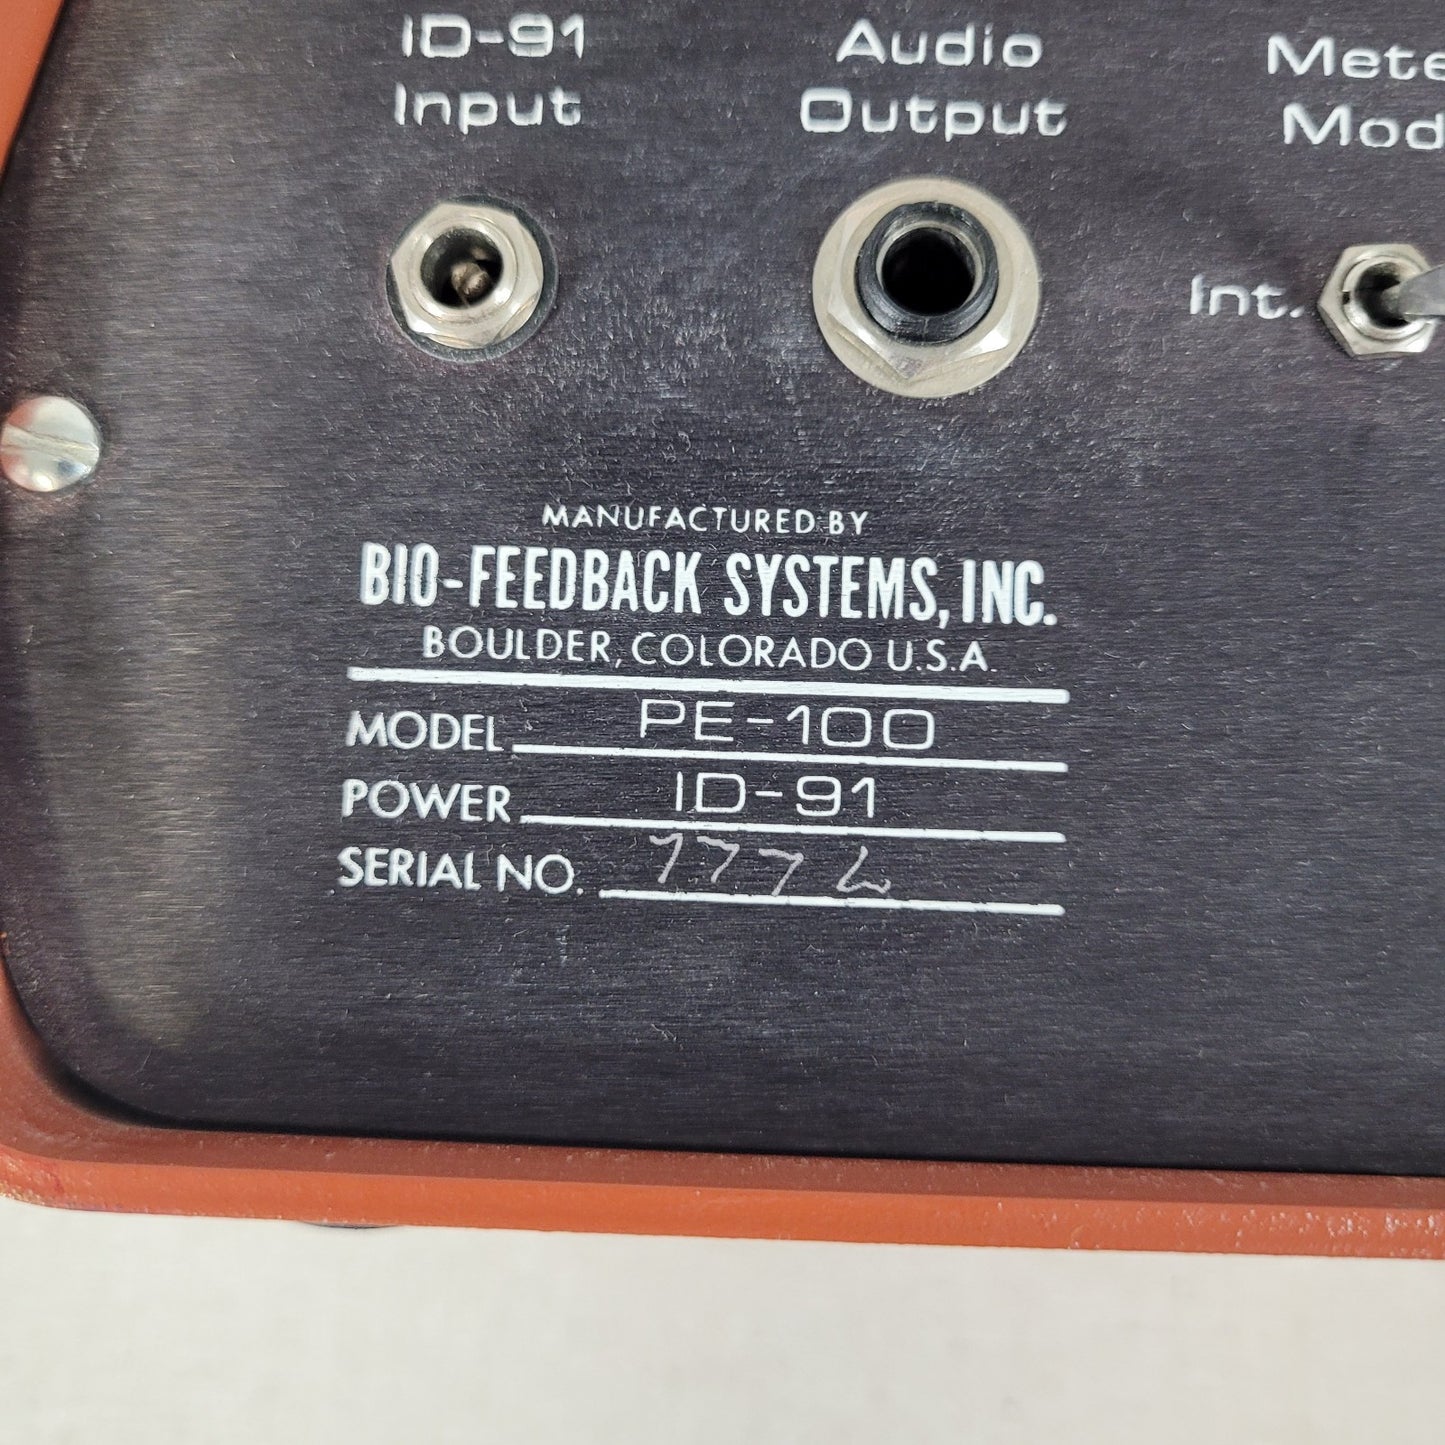 ID-91
Input
Audio
Output
Mete
Mod
Int.
MANUFACTURED BY
BIO-FEEDBACK SYSTEMS, INC.
BOULDER, COLORADO U.S.A.
MODEL PE-100
POWER ID-91
SERIAL NO.